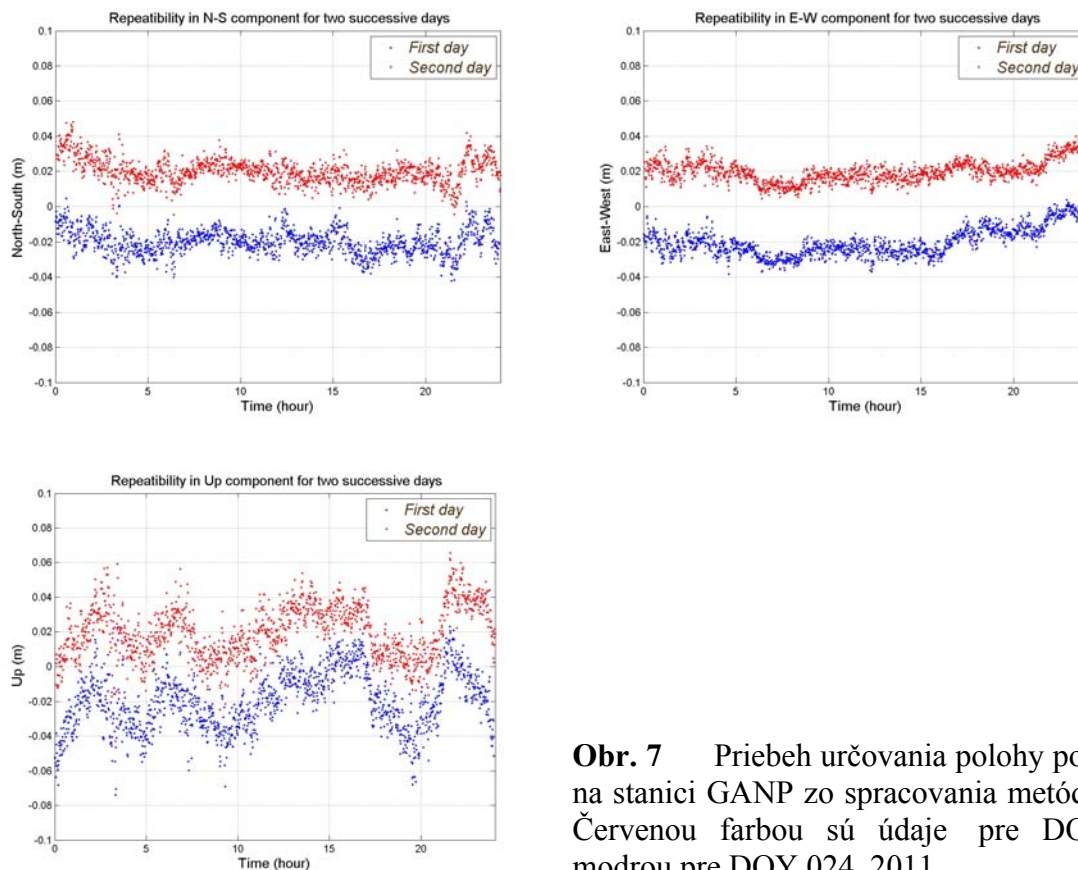 Repeatibility in N-S component for two successive days
0.1
0.08
0.06
0.04
0.02
0
-0.02
-0.04
-0.06
-0.08
-0.1
North-South (m)
First day
Second day
0
5
10
15
20
Time (hour)
Repeatibility in E-W component for two successive days
0.1
0.08
0.06
0.04
0.02
0
-0.02
-0.04
-0.06
-0.08
-0.1
East-West (m)
First day
Second day
0
5
10
15
20
Time (hour)
Repeatibility in Up component for two successive days
0.1
0.08
0.06
0.04
0.02
0
-0.02
-0.04
-0.06
-0.08
-0.1
Up (m)
First day
Second day
0
5
10
15
20
Time (hour)
Obr. 7 Priebeh určovania polohy
na stanici GANP zo spracovania
Červenou farbou sú údaje pre
modrou pre DOY 024, 2011